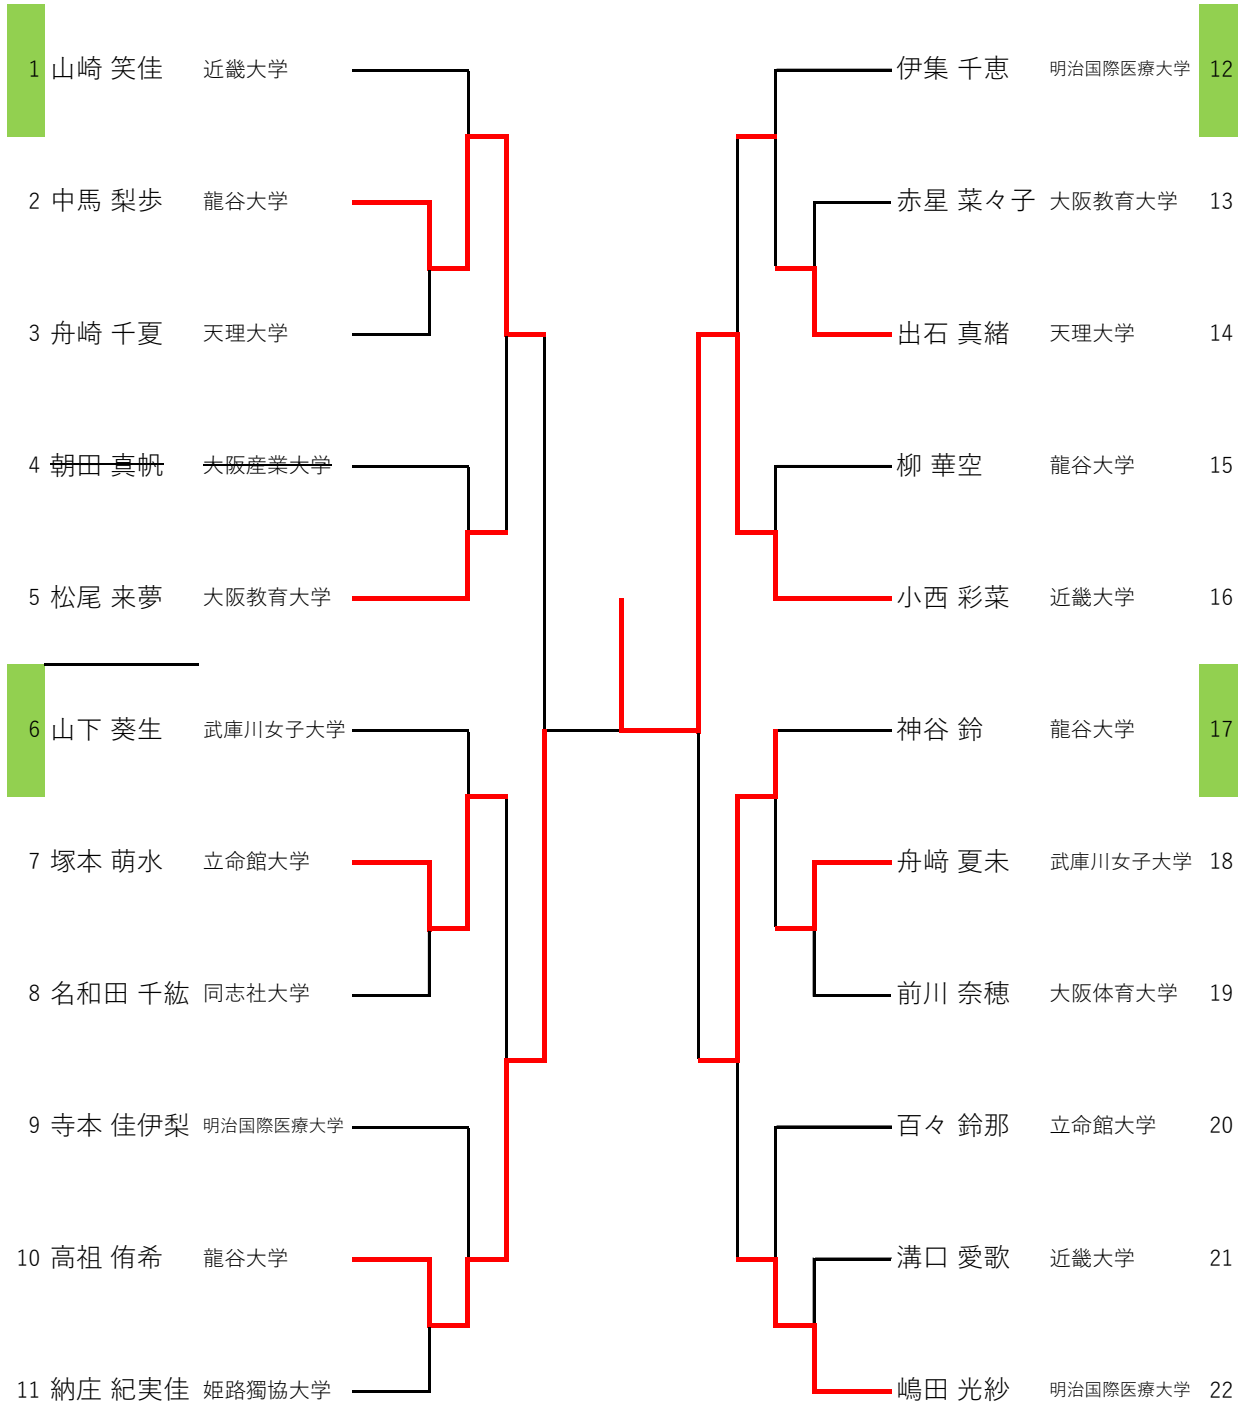 1 山崎 笑佳 近畿大学
2 中馬 梨歩 龍谷大学
3 舟崎 千夏 天理大学
4 朝田 真帆 大阪産業大学
5 松尾 来夢 大阪教育大学
6 山下 葵生 武庫川女子大学
7 塚本 萌水 立命館大学
8 名和田 千紘 同志社大学
9 寺本 佳伊梨 明治国際医療大学
10 高祖 侑希 龍谷大学
11 納庄 紀実佳 姫路獨協大学
伊集 千恵 明治国際医療大学 12
赤星 菜々子 大阪教育大学 13
出石 真緒 天理大学 14
柳 華空 龍谷大学 15
小西 彩菜 近畿大学 16
神谷 鈴 龍谷大学 17
舟﨑 夏未 武庫川女子大学 18
前川 奈穂 大阪体育大学 19
百々 鈴那 立命館大学 20
溝口 愛歌 近畿大学 21
嶋田 光紗 明治国際医療大学 22